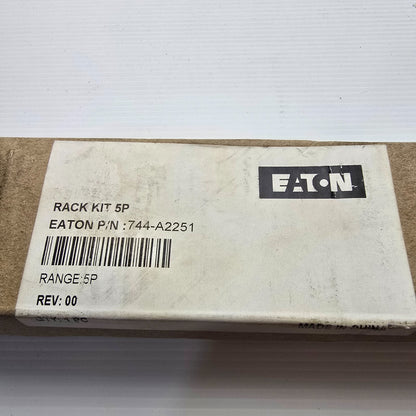 EATON
RACK KIT 5P
EATON P/N :744-A2251
RANGE:5P
REV: 00
MADE IN CHINA